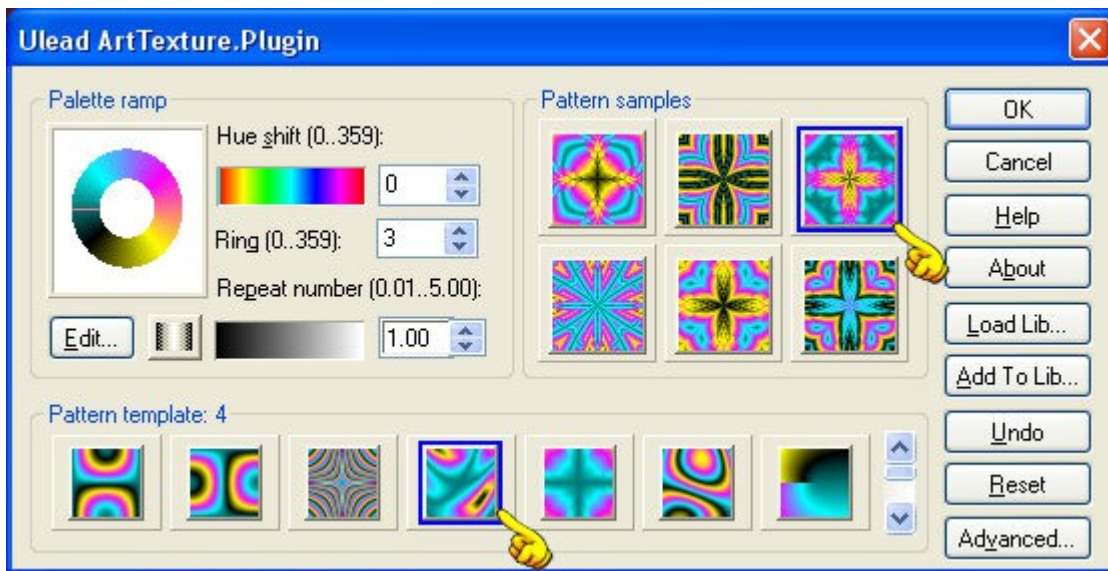 Ulead ArtTexture.Plugin
Palette ramp
Hue shift (0..359):
0
Ring (0..359):
3
Repeat number (0.01..5.00):
Edit...
1.00
Pattern samples
OK
Cancel
Help
About
Load Lib...
Add To Lib...
Undo
Reset
Advanced...
Pattern template: 4